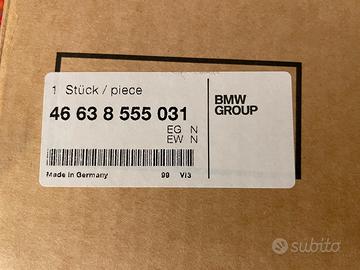 1 Stück / piece
46 63 8 555 031
EG N
EW N
Made in Germany 99 VI3
BMW
GROUP
subito